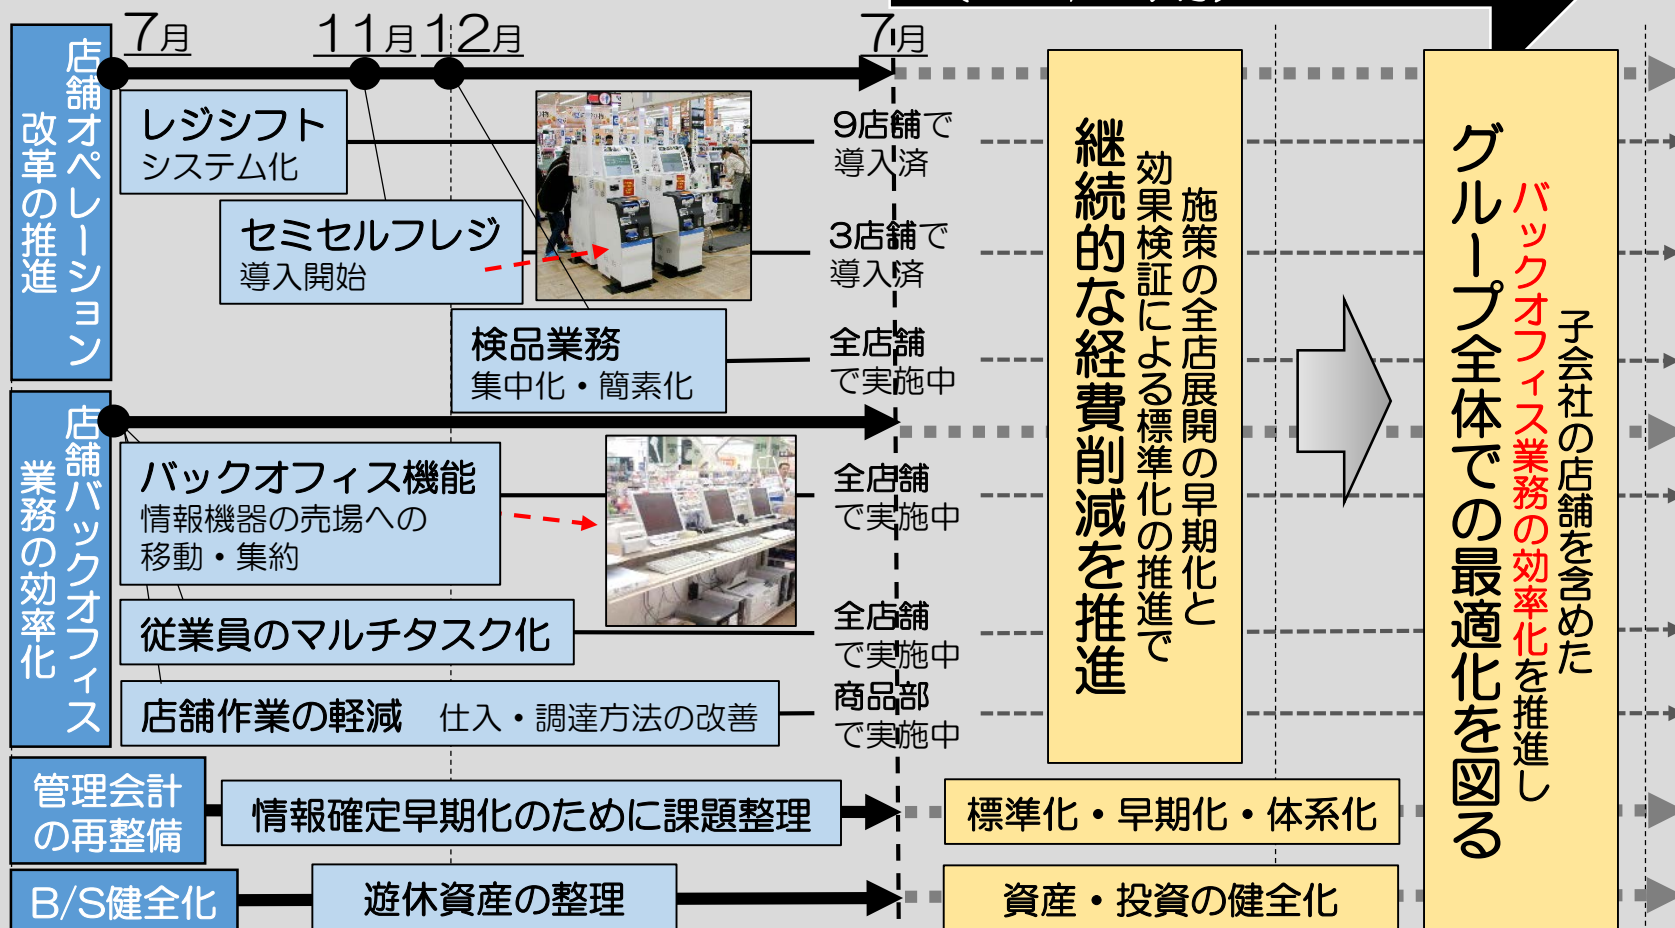 7月
11月
12月
7月
店舗オペレーション
改革の推進
レジシフト
システム化
9店舗で
導入済
セミセルフレジ
導入開始
3店舗で
導入済
検品業務
集中化・簡素化
全店舗
で実施中
店舗バックオフィス
業務の効率化
バックオフィス機能
情報機器の売場への
移動・集約
全店舗
で実施中
従業員のマルチタスク化
全店舗
で実施中
店舗作業の軽減 仕入・調達方法の改善
商品部
で実施中
施策の全店展開の早期化と
効果検証による標準化の推進で
継続的な経費削減を推進
子会社の店舗を含めた
バックオフィス業務の効率化を推進し
グループ全体での最適化を図る
管理会計
の再整備
情報確定早期化のために課題整理
標準化・早期化・体系化
B/S健全化
遊休資産の整理
資産・投資の健全化